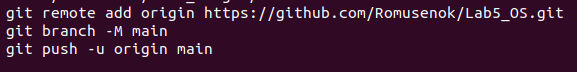 git remote add origin https://github.com/Romusenok/Lab5_OS.git
git branch -M main
git push -u origin main